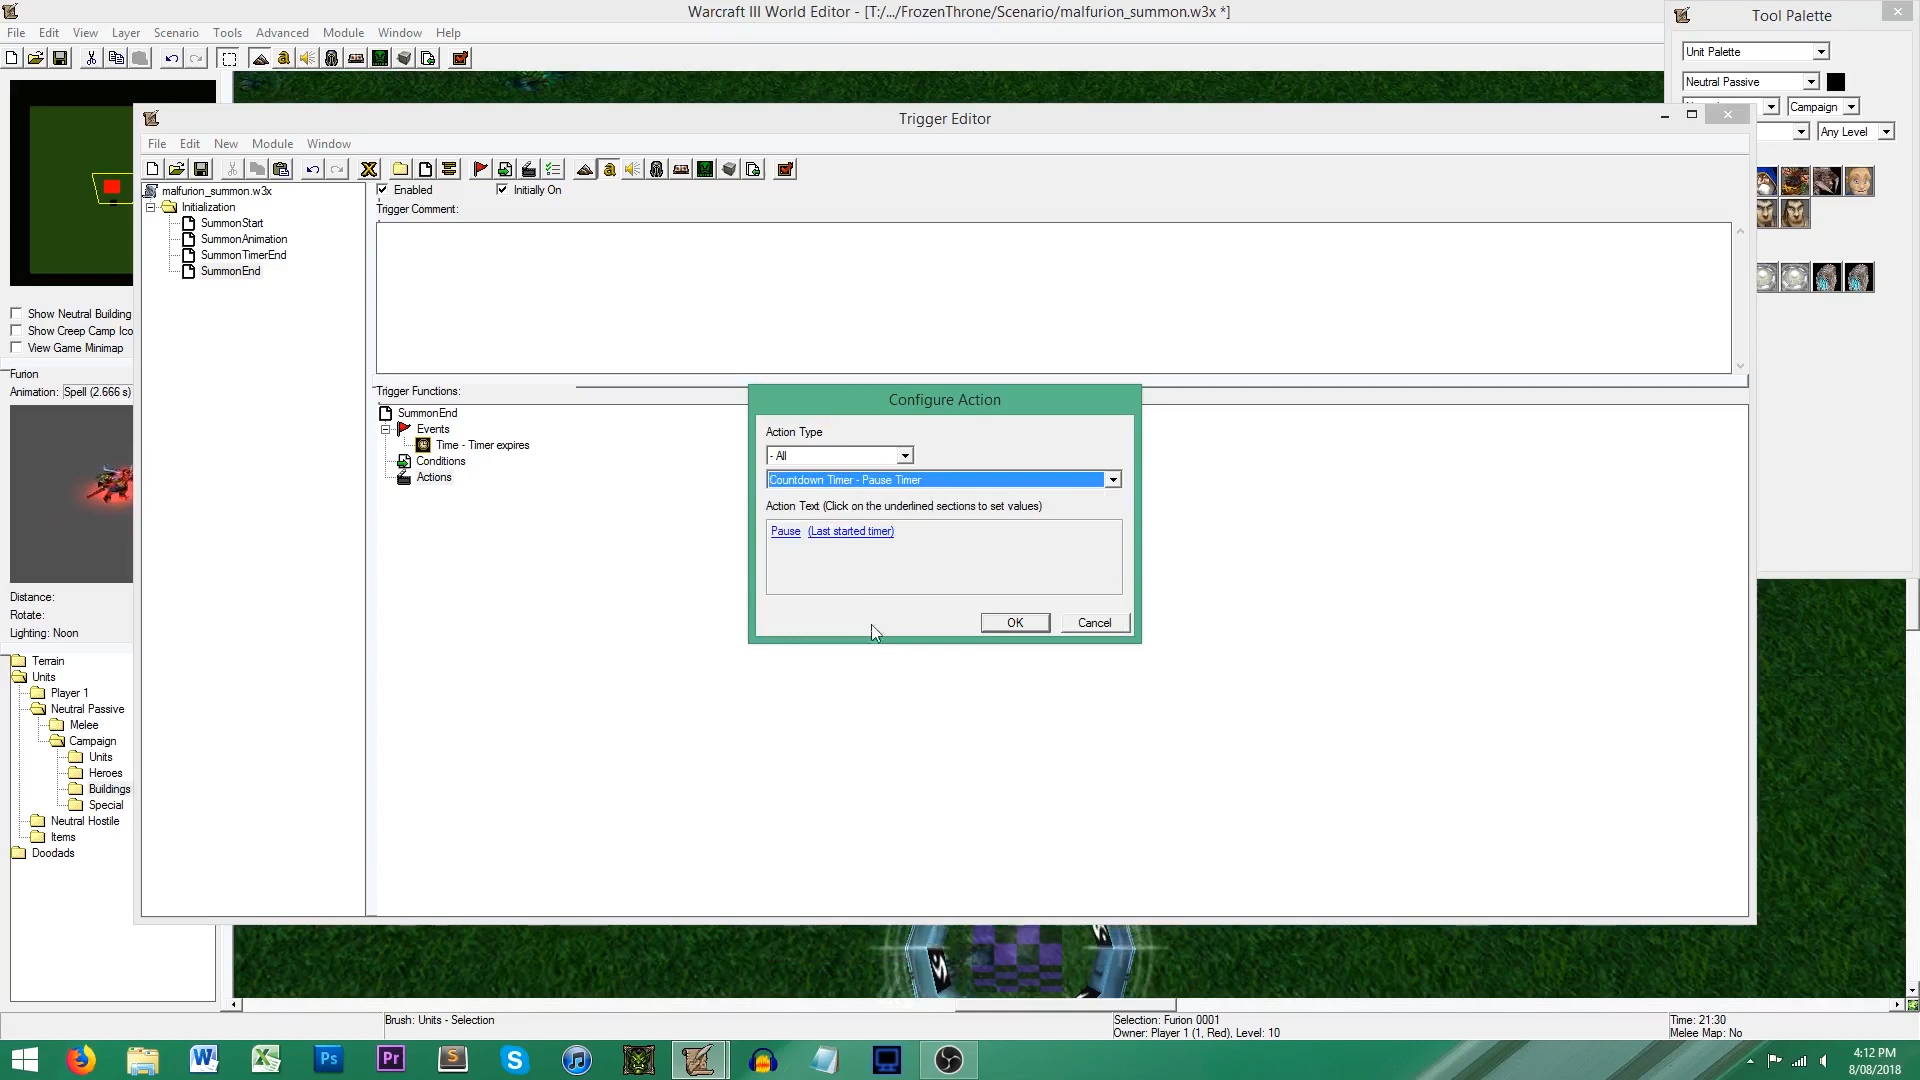 Warcraft III World Editor - [T:/.../FrozenThrone/Scenario/malfurion_summon.w3x *]
Tool Palette
File Edit View Layer Scenario Tools Advanced Module Window Help
Unit Palette
Neutral Passive
Campaign
Any Level
Trigger Editor
File Edit New Module Window
malfurion_summon.w3x
Initialization
SummonStart
SummonAnimation
SummonTimerEnd
SummonEnd
Enabled
Initially On
Trigger Comment:
Show Neutral Building
Show Creep Camp Ico
View Game Minimap
Furion
Animation: Spell (2.666 s)
Trigger Functions:
SummonEnd
Events
Time - Timer expires
Conditions
Actions
Configure Action
Action Type
- All
Countdown Timer - Pause Timer
Action Text (Click on the underlined sections to set values)
Pause (Last started timer)
OK
Cancel
Distance:
Rotate:
Lighting: Noon
Terrain
Units
Player 1
Neutral Passive
Melee
Campaign
Units
Heroes
Buildings
Special
Neutral Hostile
Items
Doodads
Brush: Units - Selection
Selection: Furion 0001
Owner: Player 1 (1, Red), Level: 10
Time: 21:30
Melee Map: No
4:12 PM
8/08/2018